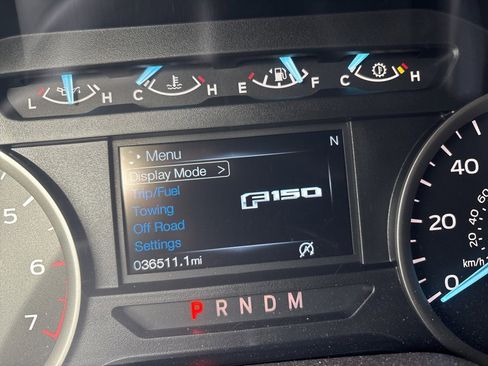 L H C H E F C H
Menu N
Display Mode >
Trip/Fuel
F150
Towing
Off Road
Settings
036511.1mi
P R N D M
5
6
7
40
20
0
60
40
20
km/h